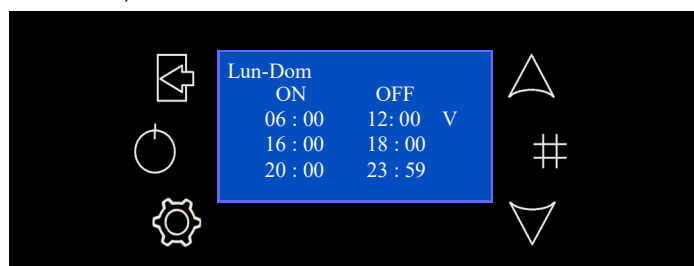 Lun-Dom
ON OFF
06 : 00 12: 00 V
16 : 00 18 : 00
20 : 00 23 : 59